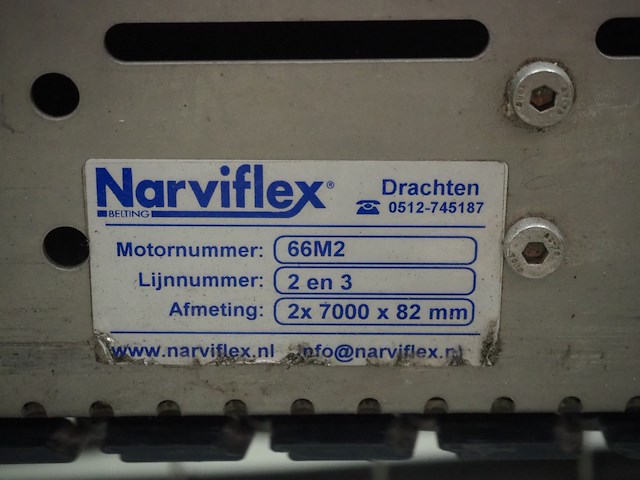 Narviflex®
BELTING
Drachten
☎ 0512-745187
Motornummer: 66M2
Lijnnummer: 2 en 3
Afmeting: 2x 7000 x 82 mm
www.narviflex.nl info@narviflex.nl